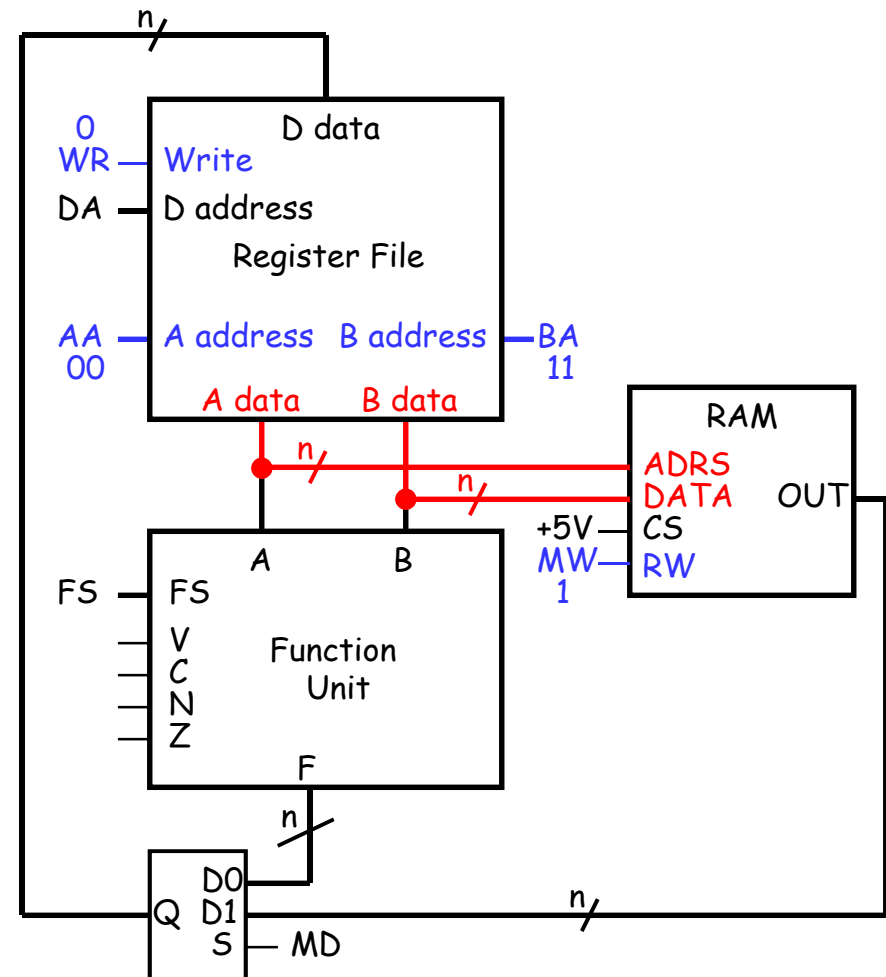 n
D data
0
WR Write
DA D address
Register File
AA A address B address BA
00 11
A data B data
RAM
n ADRS
n DATA OUT
+5V CS
MW RW
1
A B
FS FS
V
C
N
Z
Function
Unit
F
n
D0
Q D1 n
S MD